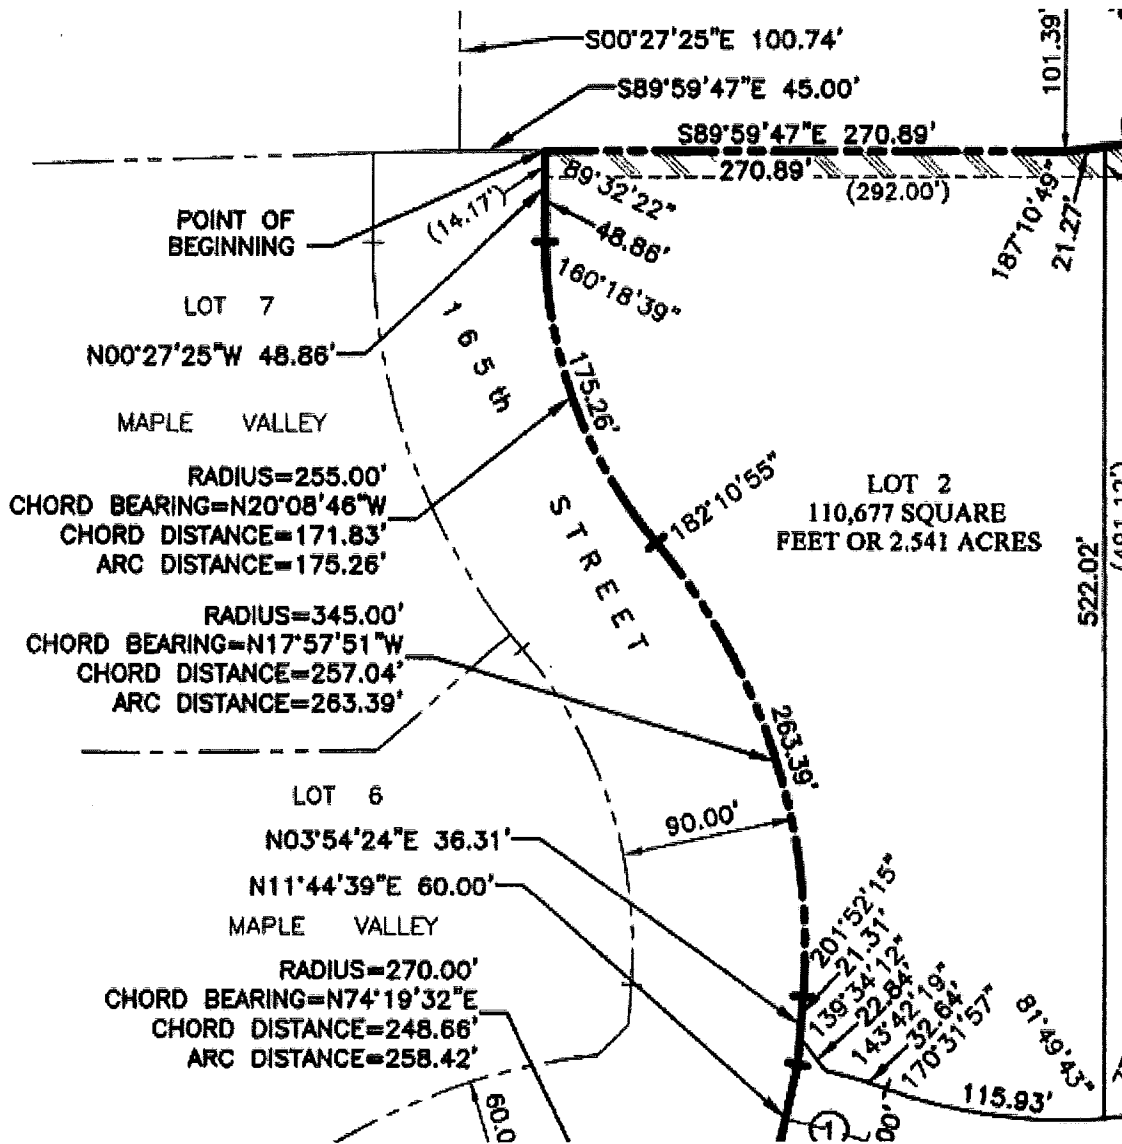 S00°27'25"E 100.74'
S89°59'47"E 45.00'
101.39'
S89°59'47"E 270.89'
270.89'
(292.00')
89°32'22"
(14.17')
48.86'
187°10'49"
21.27'
POINT OF
BEGINNING
160°18'39"
LOT 7
165th
N00°27'25"W 48.86'
175.26'
MAPLE VALLEY
RADIUS=255.00'
CHORD BEARING=N20°08'46"W
CHORD DISTANCE=171.83'
ARC DISTANCE=175.26'
182°10'55"
LOT 2
110,677 SQUARE
FEET OR 2.541 ACRES
STREET
522.02'
RADIUS=345.00'
CHORD BEARING=N17°57'51"W
CHORD DISTANCE=257.04'
ARC DISTANCE=263.39'
263.39'
LOT 6
90.00'
N03°54'24"E 36.31'
N11°44'39"E 60.00'
MAPLE VALLEY
201°52'15"
21.31'
139°34'12"
22.84'
143°42'19"
32.64'
170°31'57"
81°49'43"
RADIUS=270.00'
CHORD BEARING=N74°19'32"E
CHORD DISTANCE=248.66'
ARC DISTANCE=258.42'
115.93'
1